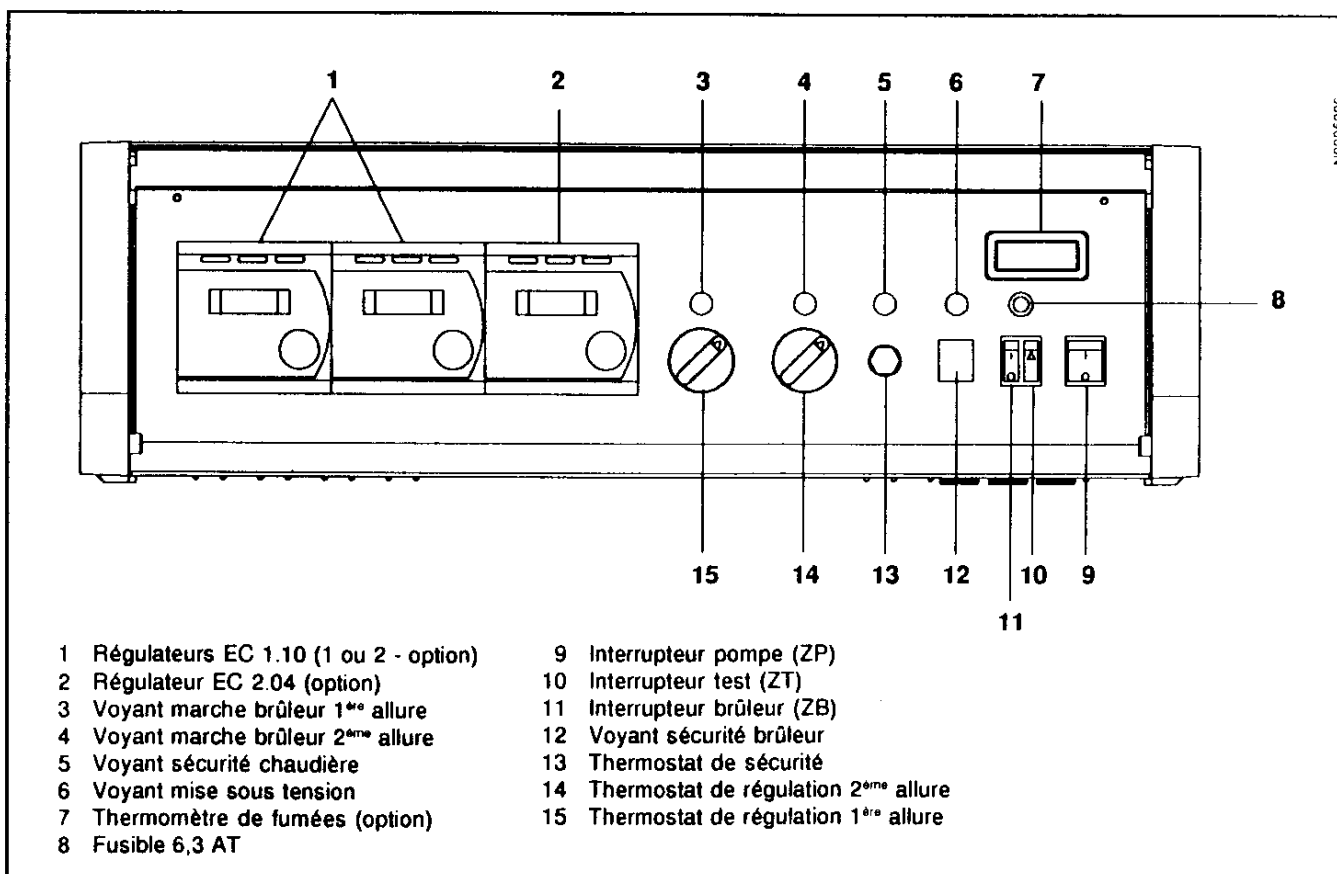 1 2 3 4 5 6 7
8
15 14 13 12 10 9
11
1 Régulateurs EC 1.10 (1 ou 2 - option)
2 Régulateur EC 2.04 (option)
3 Voyant marche brûleur 1ère allure
4 Voyant marche brûleur 2ème allure
5 Voyant sécurité chaudière
6 Voyant mise sous tension
7 Thermomètre de fumées (option)
8 Fusible 6,3 AT
9 Interrupteur pompe (ZP)
10 Interrupteur test (ZT)
11 Interrupteur brûleur (ZB)
12 Voyant sécurité brûleur
13 Thermostat de sécurité
14 Thermostat de régulation 2ème allure
15 Thermostat de régulation 1ère allure